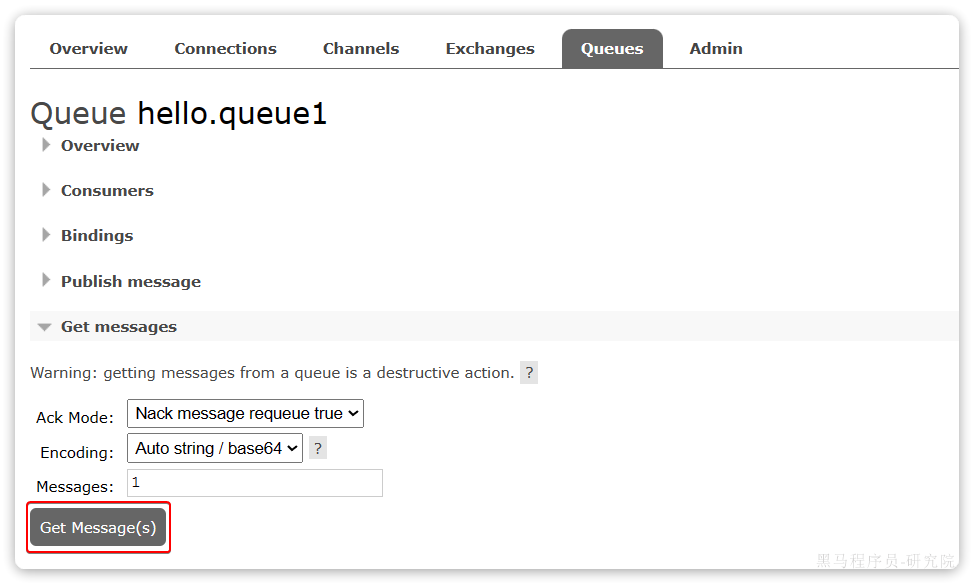 Overview Connections Channels Exchanges Queues Admin
Queue hello.queue1
Overview
Consumers
Bindings
Publish message
Get messages
Warning: getting messages from a queue is a destructive action. ?
Ack Mode: Nack message requeue true
Encoding: Auto string / base64 ?
Messages: 1
Get Message(s)
黑马程序员-研究院